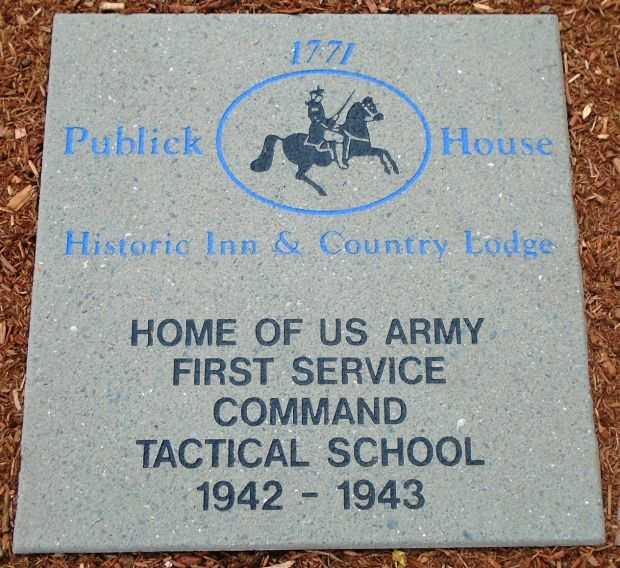 1771
Publick House
Historic Inn & Country Lodge
HOME OF US ARMY
FIRST SERVICE
COMMAND
TACTICAL SCHOOL
1942 - 1943